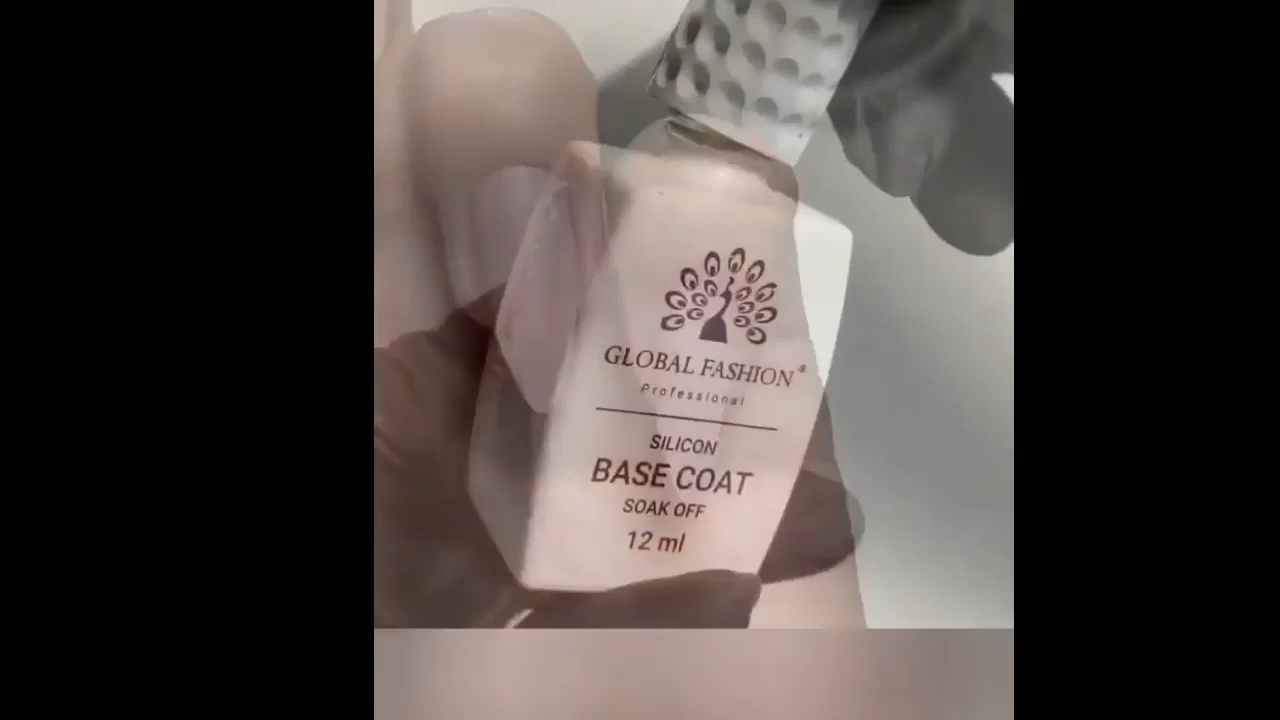 GLOBAL FASHION®
Professional
SILICON
BASE COAT
SOAK OFF
12 ml